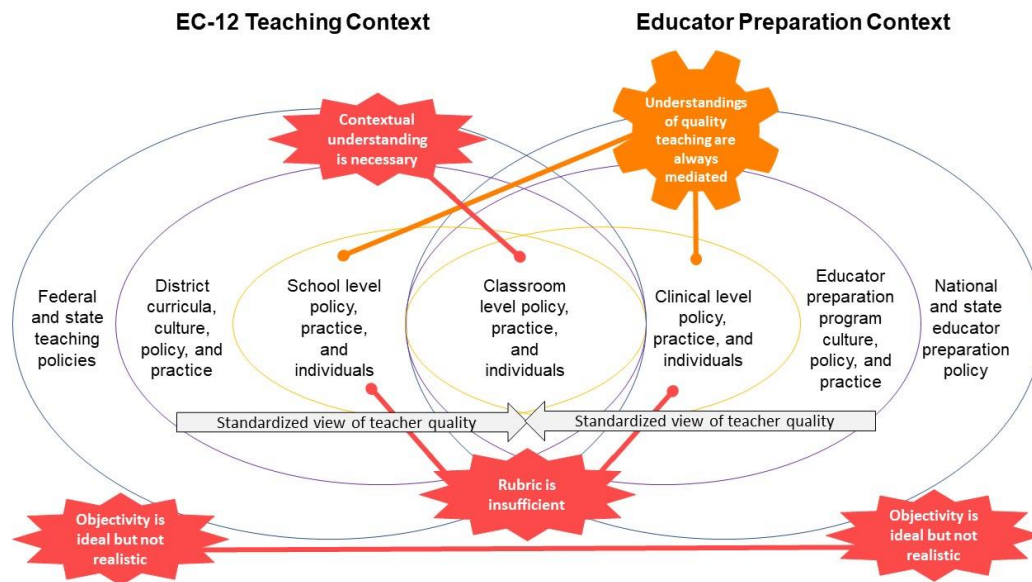 EC-12 Teaching Context
Educator Preparation Context
Contextual
understanding
is necessary
Understandings
of quality
teaching are
always
mediated
Federal
and state
teaching
policies
District
curricula,
culture,
policy, and
practice
School level
policy,
practice,
and
individuals
Classroom
level policy,
practice,
and
individuals
Clinical level
policy,
practice, and
individuals
Educator
preparation
program
culture,
policy, and
practice
National
and state
educator
preparation
policy
Standardized view of teacher quality
Standardized view of teacher quality
Rubric is
insufficient
Objectivity is
ideal but not
realistic
Objectivity is
ideal but not
realistic